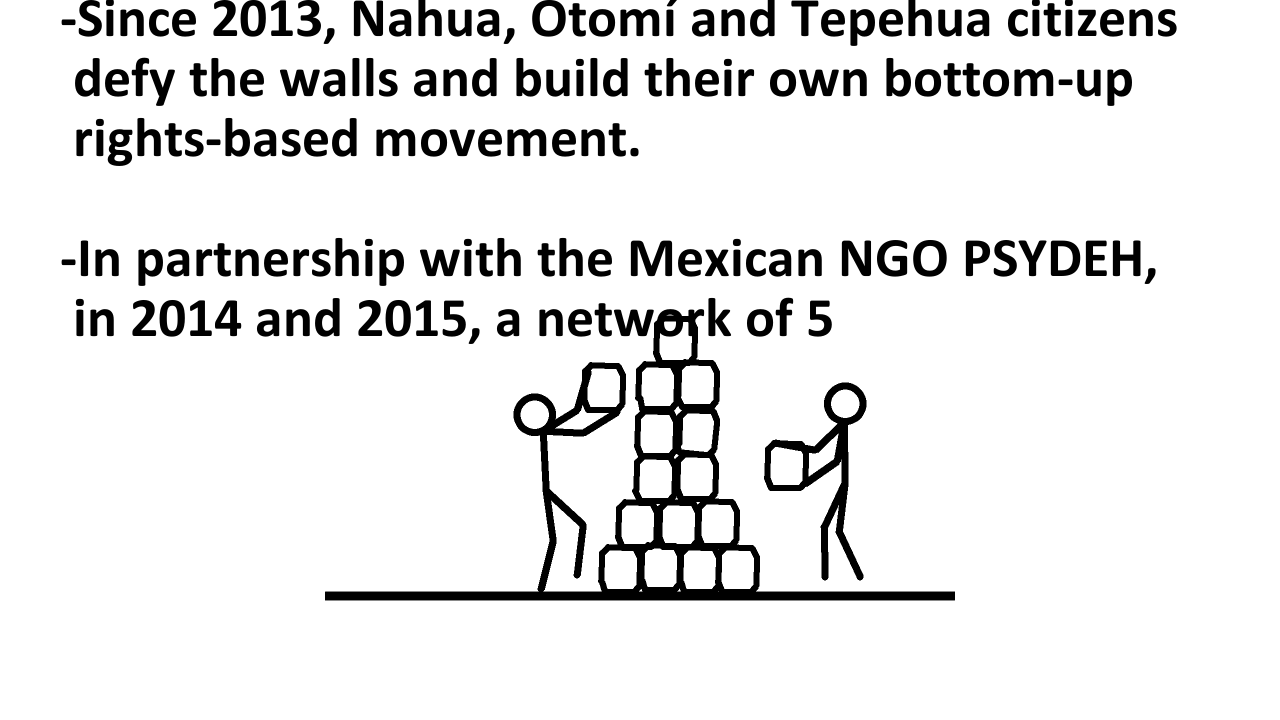 -Since 2013, Nahua, Otomí and Tepehua citizens
defy the walls and build their own bottom-up
rights-based movement.
-In partnership with the Mexican NGO PSYDEH,
in 2014 and 2015, a network of 5